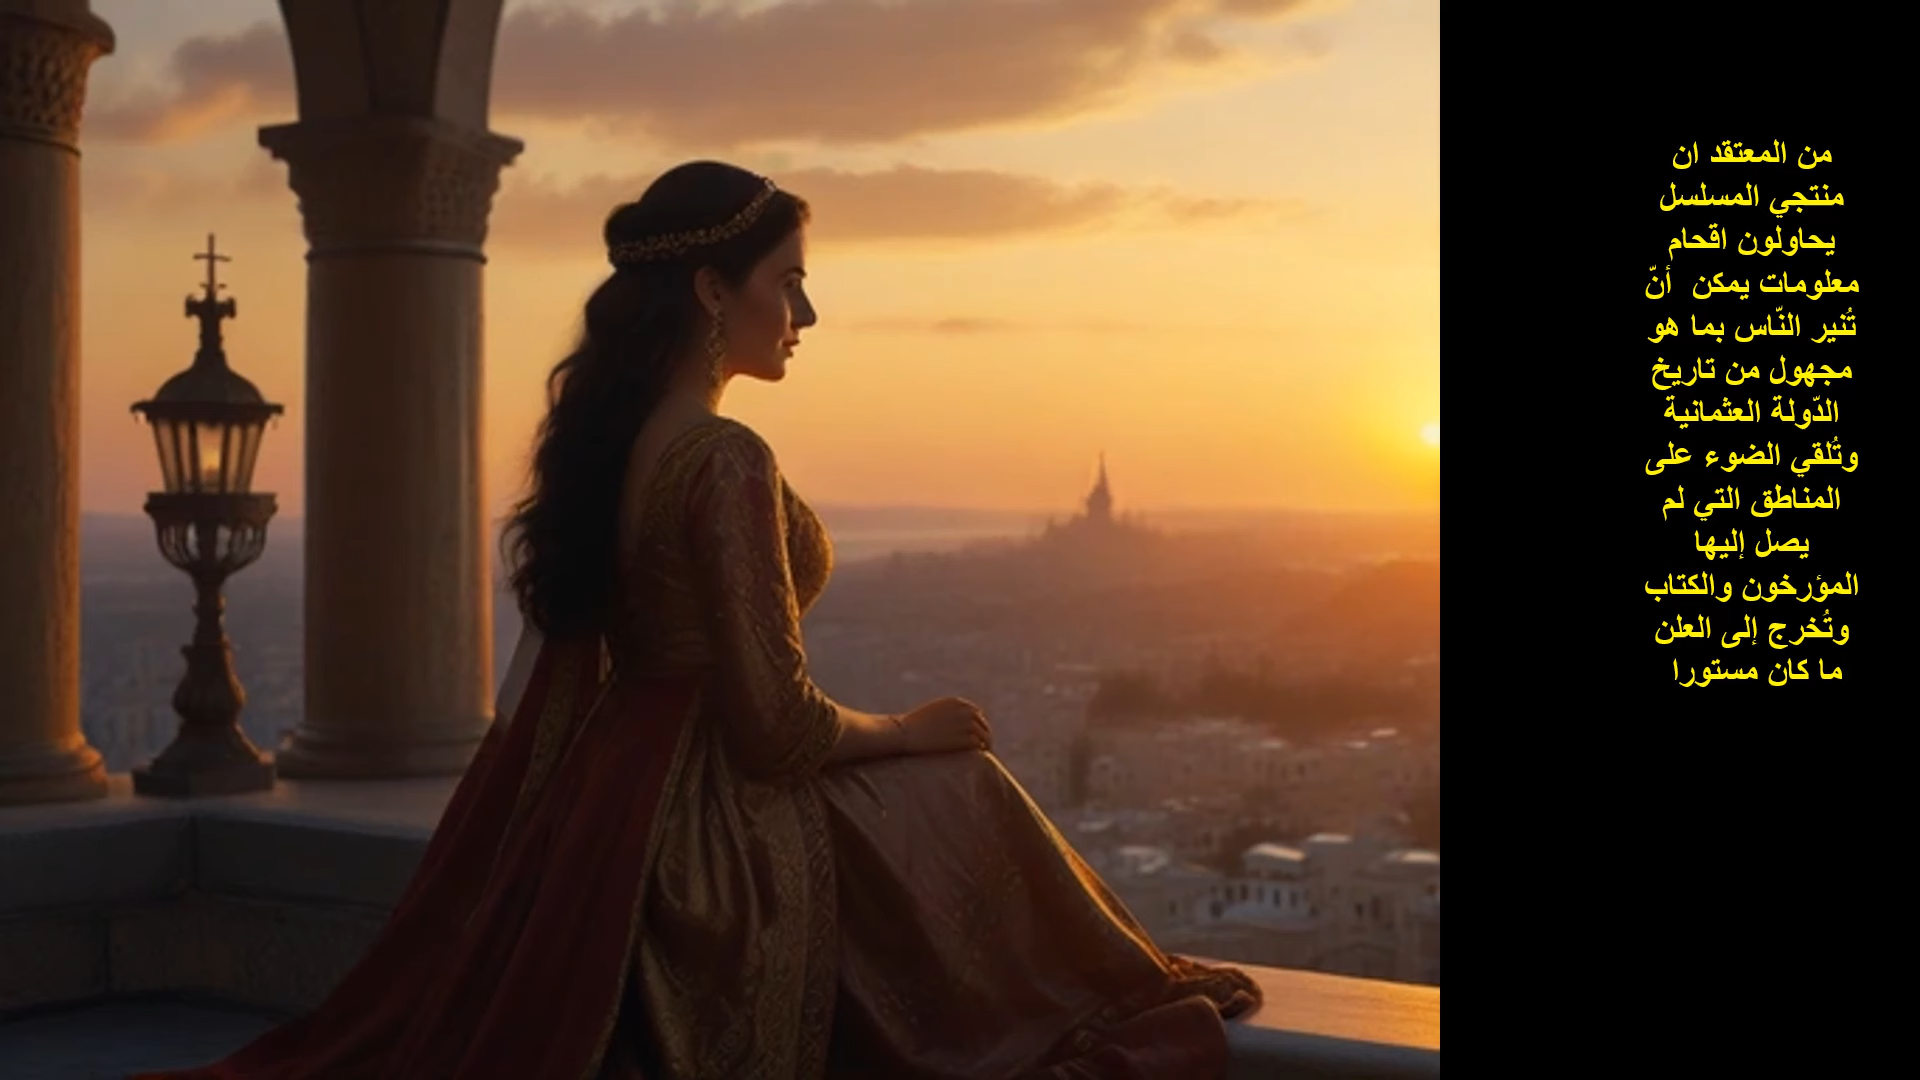 من المعتقد ان
منتجي المسلسل
يحاولون اقحام
معلومات يمكن  أنّ
تُنير النّاس بما هو
مجهول من تاريخ
الدّولة العثمانية
وتُلقي الضوء على
المناطق التي لم
يصل إليها
المؤرخون والكتاب
وتُخرج إلى العلن
ما كان مستورا